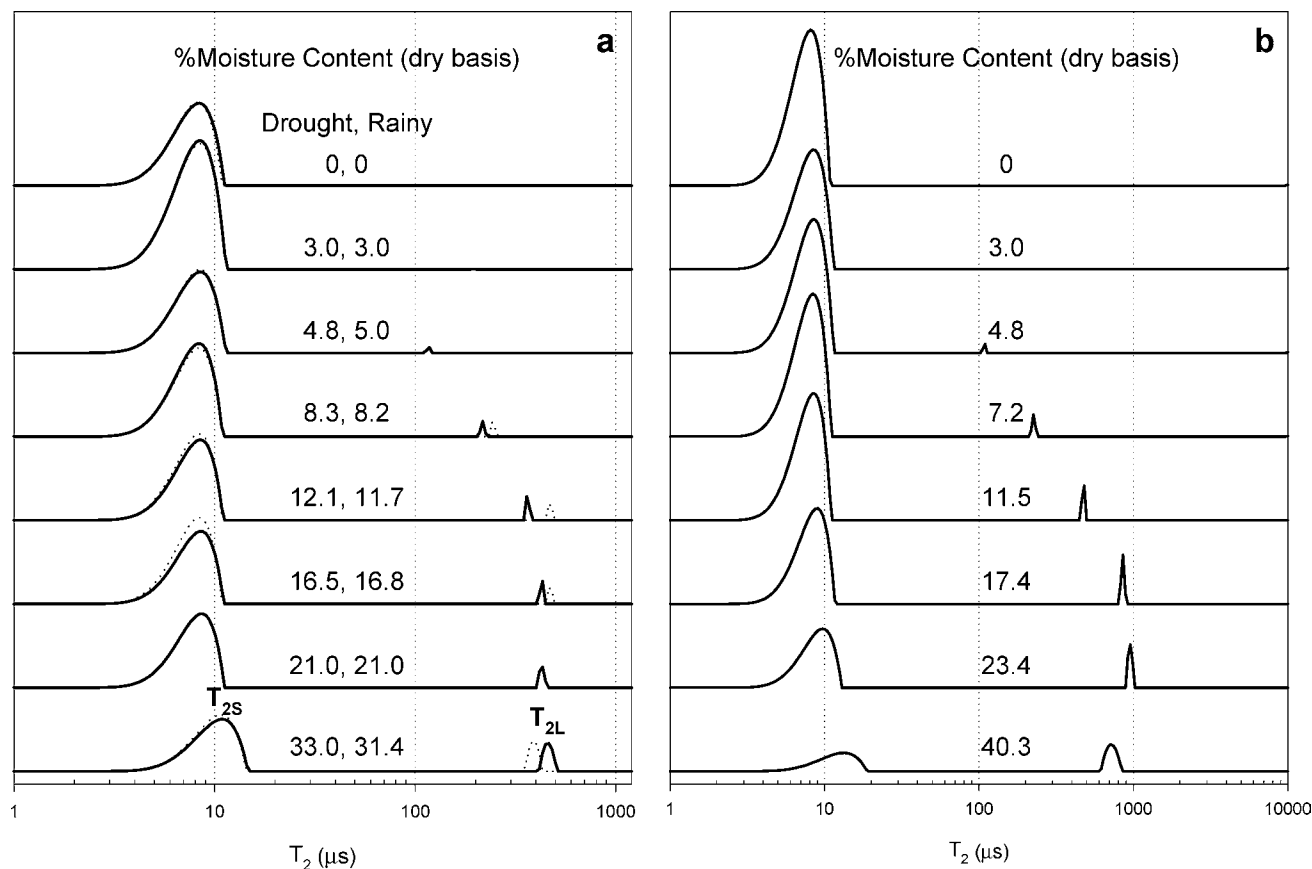 a
%Moisture Content (dry basis)
Drought, Rainy
0, 0
3.0, 3.0
4.8, 5.0
8.3, 8.2
12.1, 11.7
16.5, 16.8
21.0, 21.0
T2S
T2L
33.0, 31.4
1 10 100 1000
T2 (μs)
b
%Moisture Content (dry basis)
0
3.0
4.8
7.2
11.5
17.4
23.4
40.3
1 10 100 1000 10000
T2 (μs)